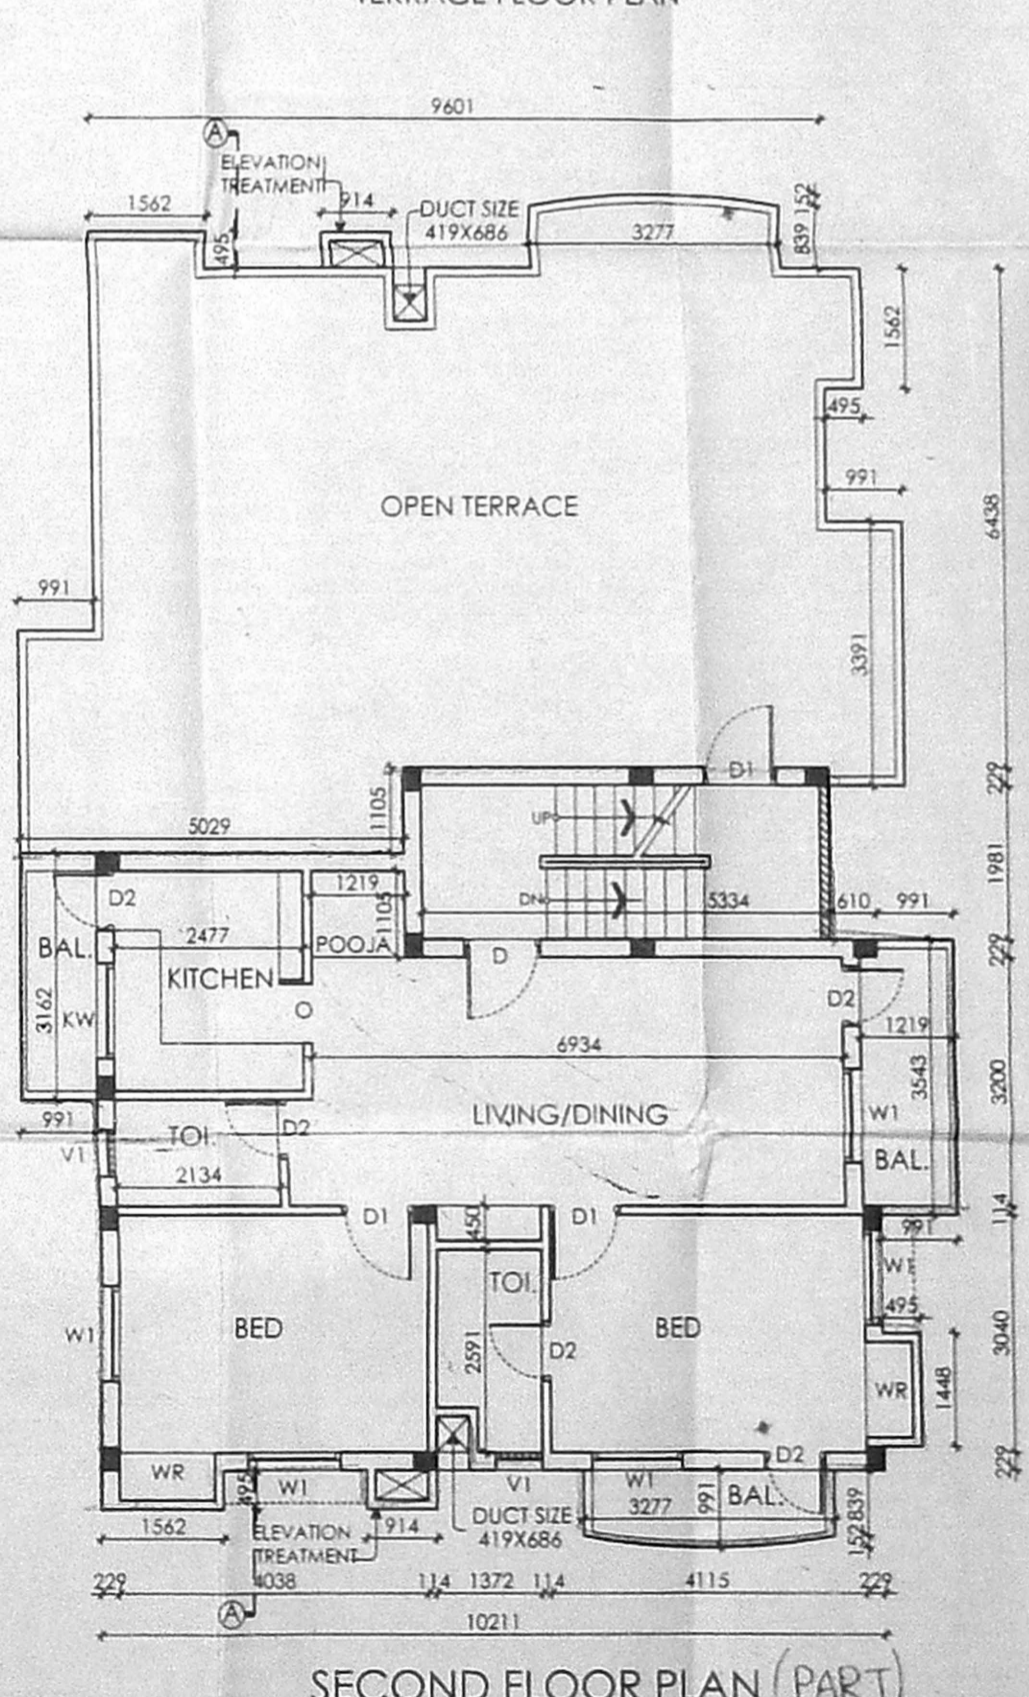 TERRACE FLOOR PLAN
9601
A
ELEVATION
TREATMENT
1562
914
495
DUCT SIZE
419X686
3277
152
839
1562
495
991
OPEN TERRACE
6438
991
3391
D1
229
1105
5029
UP
1981
D2
1219
1105
DN
5334
610
991
BAL.
2477
POOJA
KITCHEN
D
229
D2
3162
KW
O
6934
1219
3543
3200
991
TOI.
D2
LIVING/DINING
W1
V1
BAL.
2134
D1
450
D1
114
991
W1
TOI.
495
W1
BED
BED
2591
D2
3040
WR
1448
WR
495
W1
V1
W1
D2
229
3277
991
BAL.
839
152
1562
ELEVATION
TREATMENT
914
DUCT SIZE
419X686
229
4038
114
1372
114
4115
229
A
10211
SECOND FLOOR PLAN (PART)